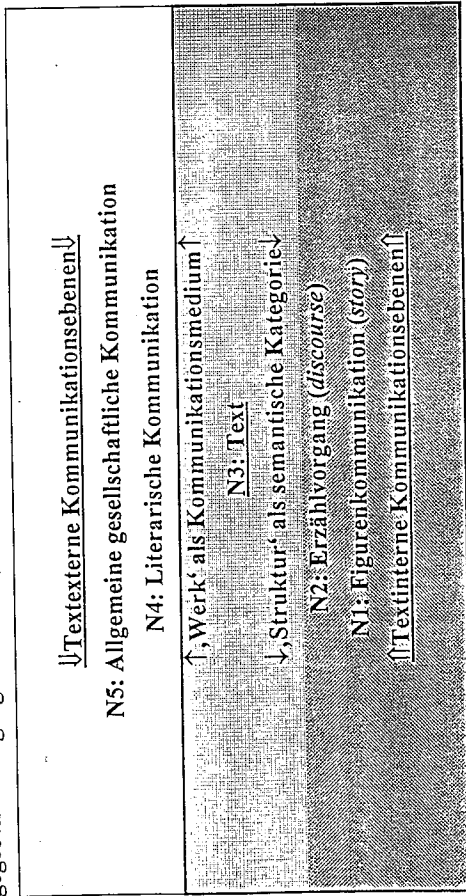 ⇓Textexterne Kommunikationsebenen⇓
N5: Allgemeine gesellschaftliche Kommunikation
N4: Literarische Kommunikation
↑‚Werk‘ als Kommunikationsmedium↑
N3: Text
↓‚Struktur‘ als semantische Kategorie↓
N2: Erzählvorgang (discourse)
N1: Figurenkommunikation (story)
⇑Textinterne Kommunikationsebenen⇑